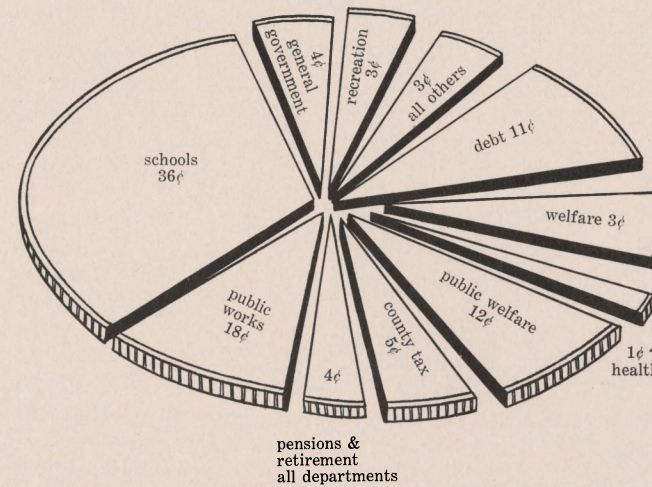 4¢
general
government
recreation
3¢
3¢
all others
debt 11¢
schools
36¢
welfare 3¢
public welfare
12¢
1¢
health
public
works
18¢
county tax
5¢
4¢
pensions &
retirement
all departments